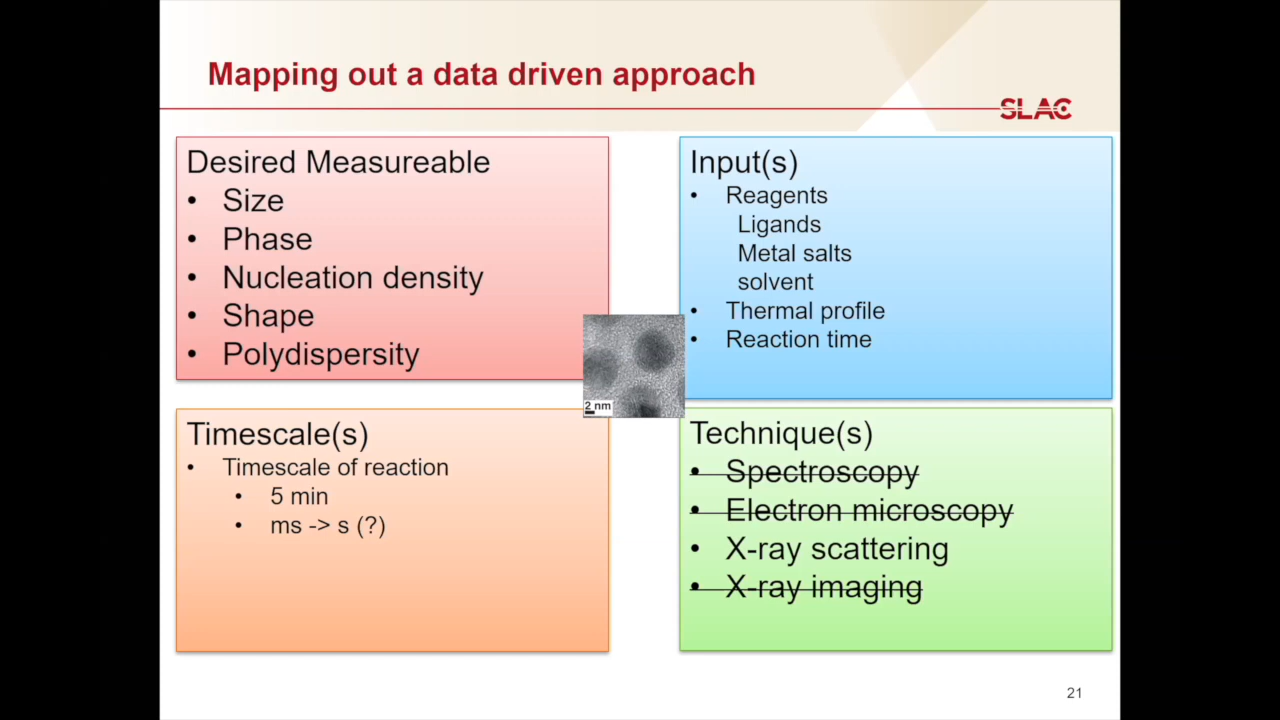 Mapping out a data driven approach
SLAC
Desired Measureable
• Size
• Phase
• Nucleation density
• Shape
• Polydispersity
Input(s)
• Reagents
Ligands
Metal salts
solvent
• Thermal profile
• Reaction time
2 nm
Timescale(s)
• Timescale of reaction
• 5 min
• ms -> s (?)
Technique(s)
• Spectroscopy
• Electron microscopy
• X-ray scattering
• X-ray imaging
21